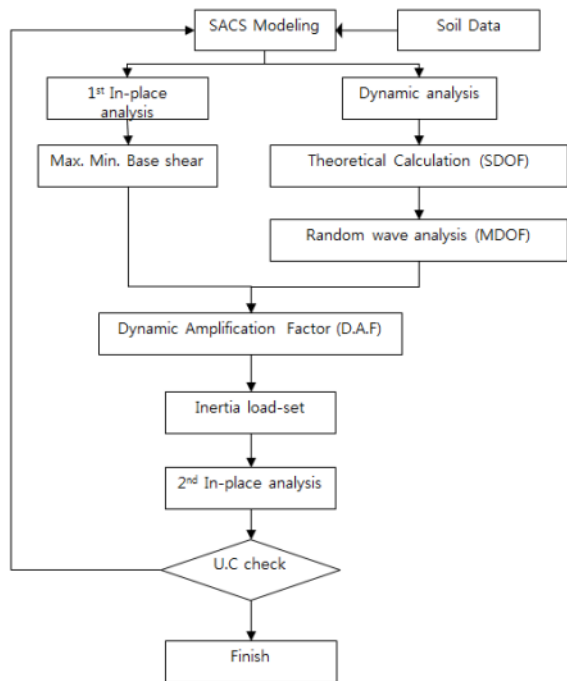 SACS Modeling
Soil Data
1st In-place
analysis
Dynamic analysis
Max. Min. Base shear
Theoretical Calculation (SDOF)
Random wave analysis (MDOF)
Dynamic Amplification Factor (D.A.F)
Inertia load-set
2nd In-place analysis
U.C check
Finish